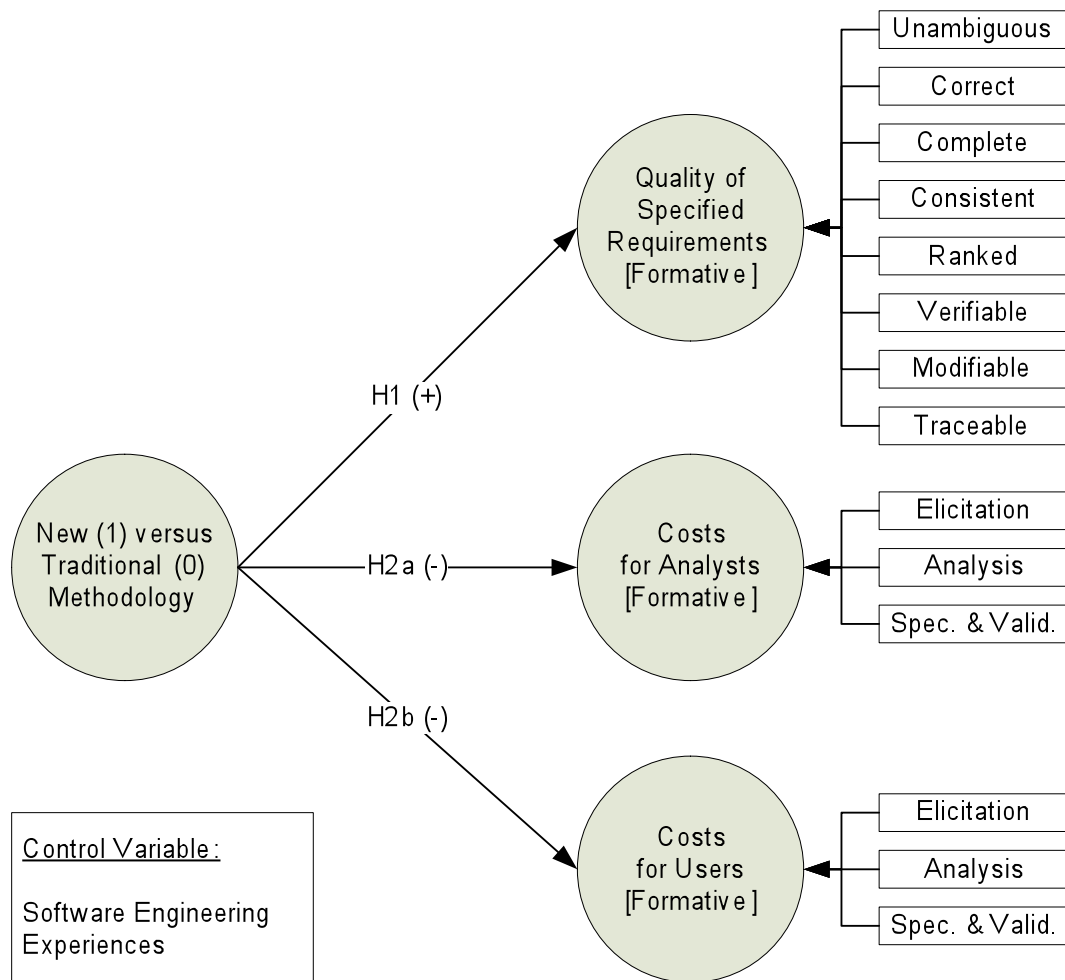 Unambiguous
Correct
Complete
Consistent
Ranked
Verifiable
Modifiable
Traceable
Quality of
Specified
Requirements
[Formative]
H1 (+)
New (1) versus
Traditional (0)
Methodology
H2a (-)
Costs
for Analysts
[Formative]
Elicitation
Analysis
Spec. & Valid.
H2b (-)
Costs
for Users
[Formative]
Elicitation
Analysis
Spec. & Valid.
Control Variable:
Software Engineering
Experiences